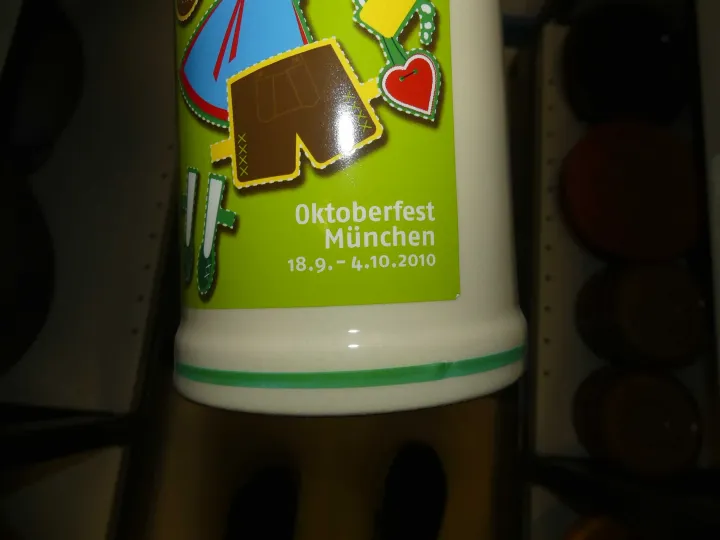 Oktoberfest
München
18.9.– 4.10.2010